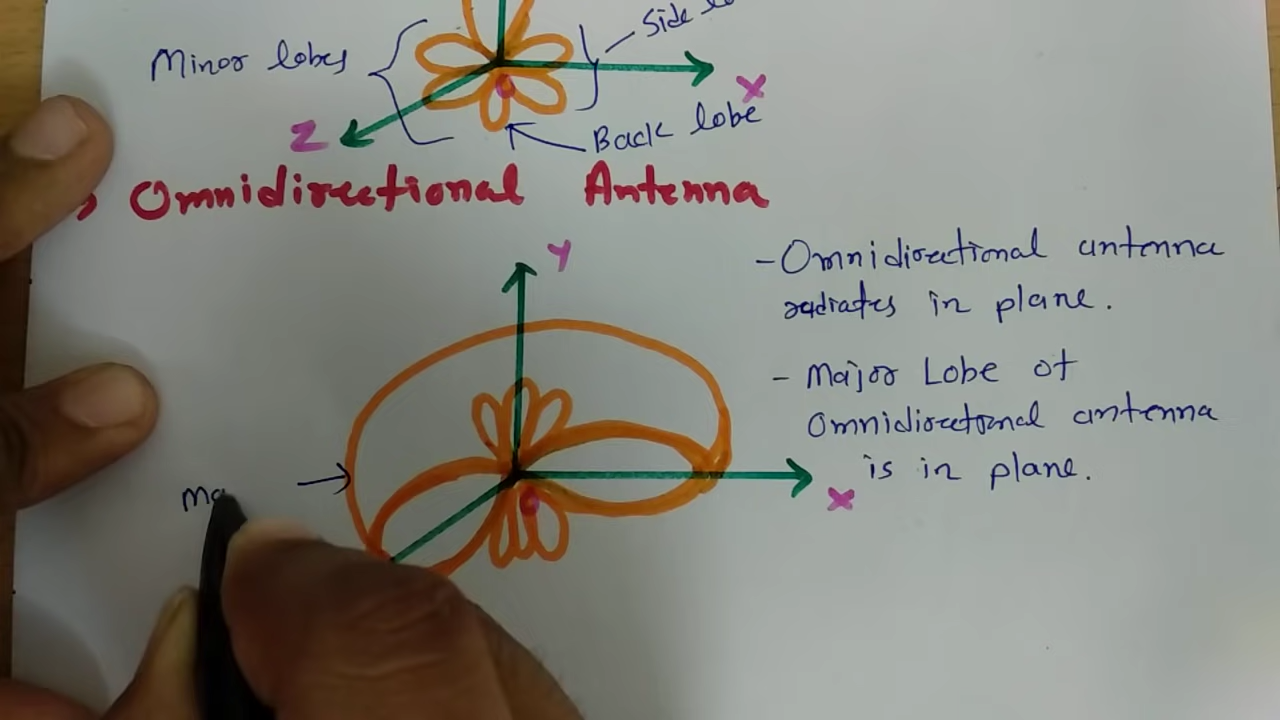 Side
Minor lobes
X
Z
Back lobe
Omnidirectional Antenna
Y
- Omnidirectional antenna
radiates in plane.
- Major Lobe of
Omnidirectional antenna
is in plane.
X
Ma